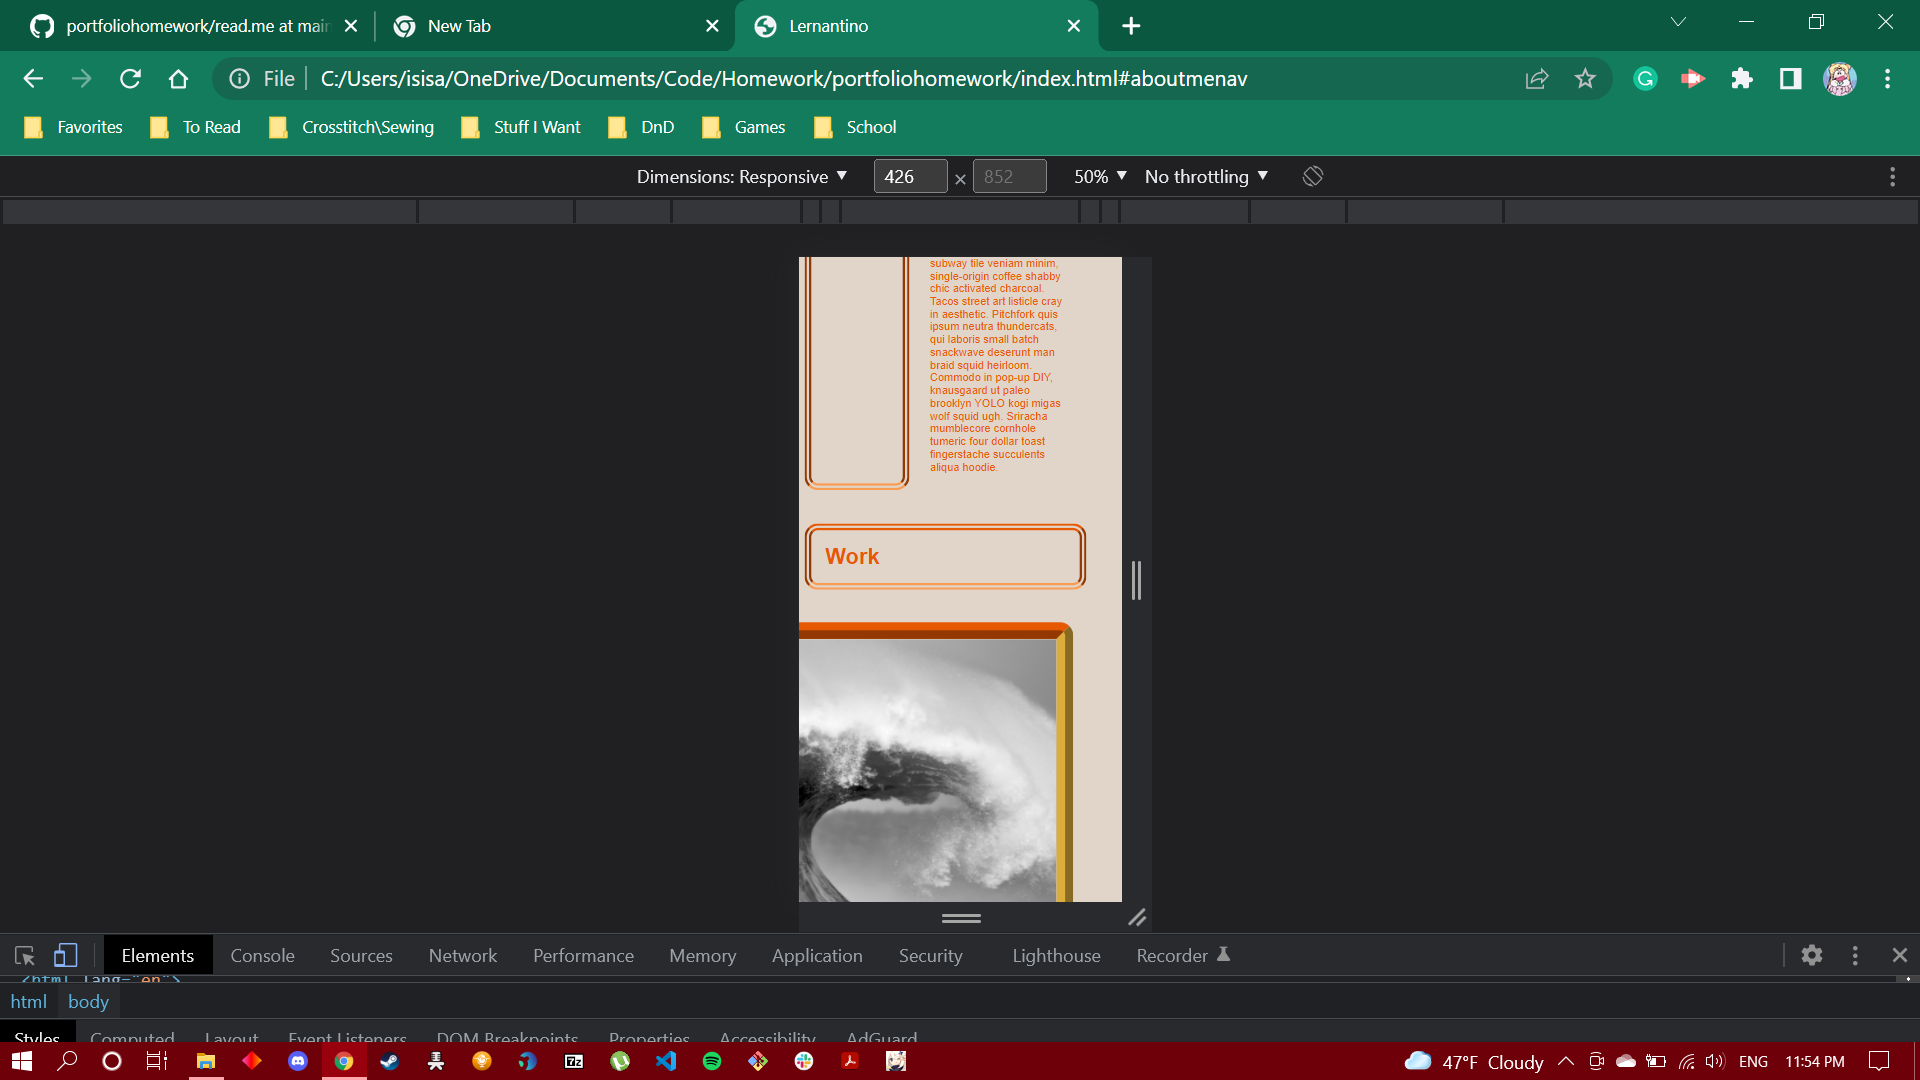 portfoliohomework/read.me at main
New Tab
Lernantino
File
C:/Users/isisa/OneDrive/Documents/Code/Homework/portfoliohomework/index.html#aboutmenav
Favorites
To Read
Crosstitch\Sewing
Stuff I Want
DnD
Games
School
Dimensions: Responsive ▼
426 × 852
50% ▼
No throttling ▼
subway tile veniam minim,
single-origin coffee shabby
chic activated charcoal.
Tacos street art listicle cray
in aesthetic. Pitchfork quis
ipsum neutra thundercats,
qui laboris small batch
snackwave deserunt man
braid squid heirloom.
Commodo in pop-up DIY,
knausgaard ut paleo
brooklyn YOLO kogi migas
wolf squid ugh. Sriracha
mumblecore cornhole
tumeric four dollar toast
fingerstache succulents
aliqua hoodie.
Work
Elements
Console
Sources
Network
Performance
Memory
Application
Security
Lighthouse
Recorder
<html lang="en">
html
body
Styles
Computed
Layout
Event Listeners
DOM Breakpoints
Properties
Accessibility
AdGuard
7z
47°F Cloudy
ENG
11:54 PM